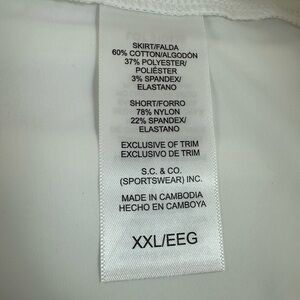 SKIRT/FALDA
60% COTTON/ALGODÓN
37% POLYESTER/
POLIÉSTER
3% SPANDEX/
ELASTANO
SHORT/FORRO
78% NYLON
22% SPANDEX/
ELASTANO
EXCLUSIVE OF TRIM
EXCLUSIVO DE TRIM
S.C. & CO.
(SPORTSWEAR) INC.
MADE IN CAMBODIA
HECHO EN CAMBOYA
XXL/EEG